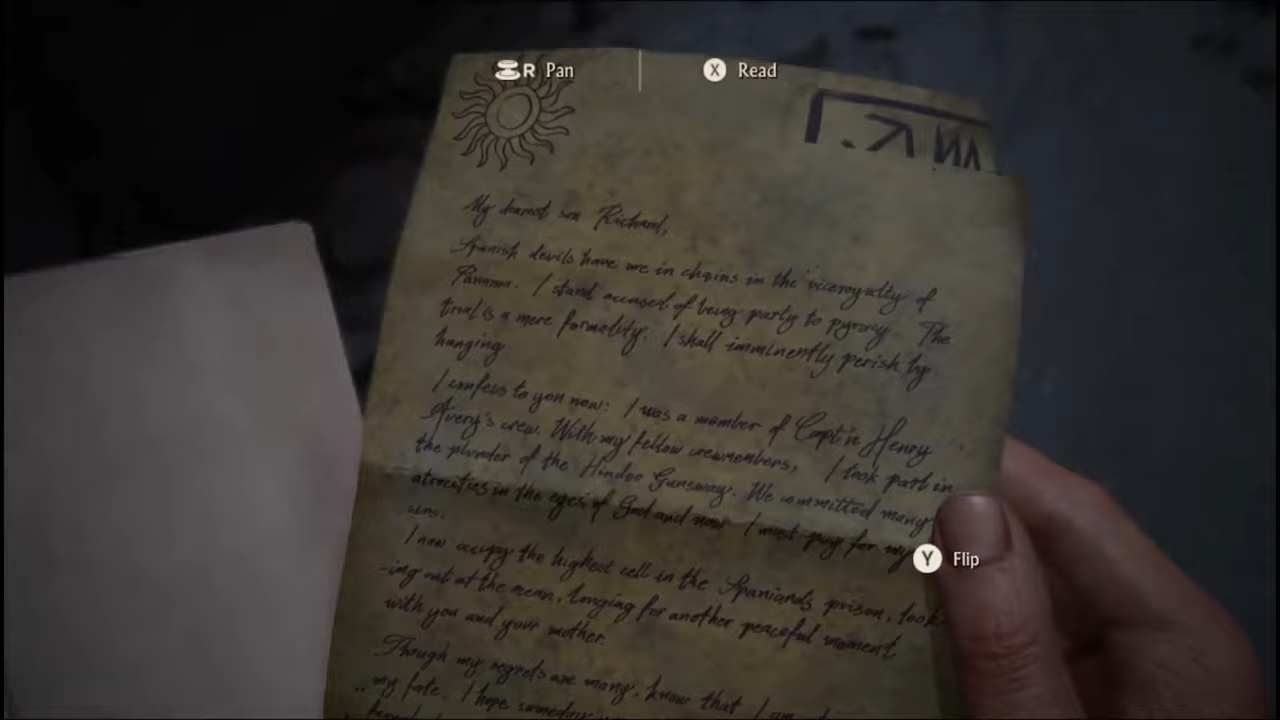 R Pan
X Read
My dearest son Richard,
Spanish devils have me in chains in the viceroyalty of
Panama. I stand accused of being party to pyracy The
trial is a mere formality. I shall imminently perish by
hanging
I confess to you now: I was a member of Capt'n Henry
Avery's crew. With my fellow crewmembers, I took part in
the plunder of the Hindoo Gunsway. We committed many
atrocities in the eyes of God and now I must pay for my
sins.
Y Flip
I now occupy the highest cell in the Spaniards prison, look
-ing out at the ocean, longing for another peaceful moment
with you and your mother.
Though my regrets are many, know that I
my fate. I hope someday